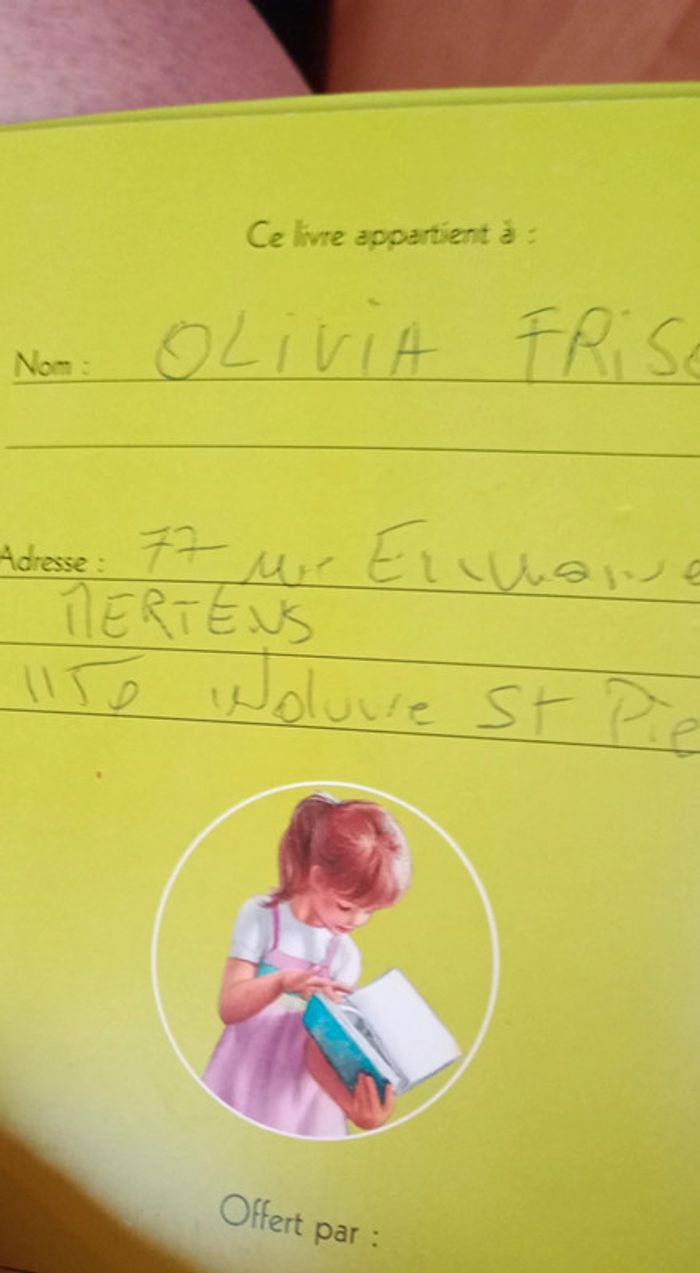 Ce livre appartient à :
Nom : OLiViA FRiS
Adresse : 77
MERTENS
1150 Woluwe St Pie
Offert par :